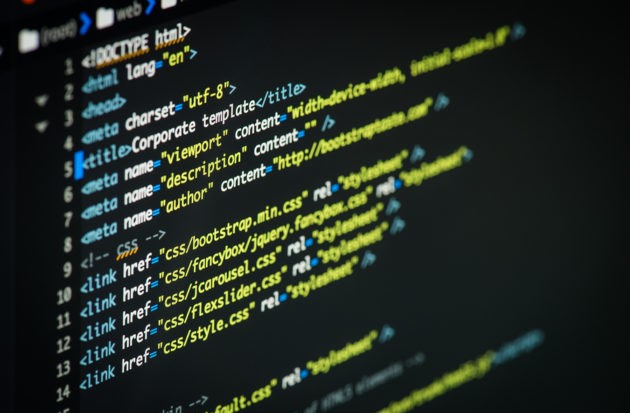 (root) web
1 <!DOCTYPE html>
2 <html lang="en">
3 <head>
4 <meta charset="utf-8">
5 <title>Corporate template</title>
6 <meta name="viewport" content="width=device-width, initial-scale=1.0" />
7 <meta name="description" content="" />
8 <meta name="author" content="http://bootstraptaste.com" />
9 <!-- css -->
10 <link href="css/bootstrap.min.css" rel="stylesheet" />
11 <link href="css/fancybox/jquery.fancybox.css" rel="stylesheet">
12 <link href="css/jcarousel.css" rel="stylesheet" />
13 <link href="css/flexslider.css" rel="stylesheet" />
14 <link href="css/style.css" rel="stylesheet" />
-->
fault.css" rel="stylesheet" />
of HTML5 elements -->